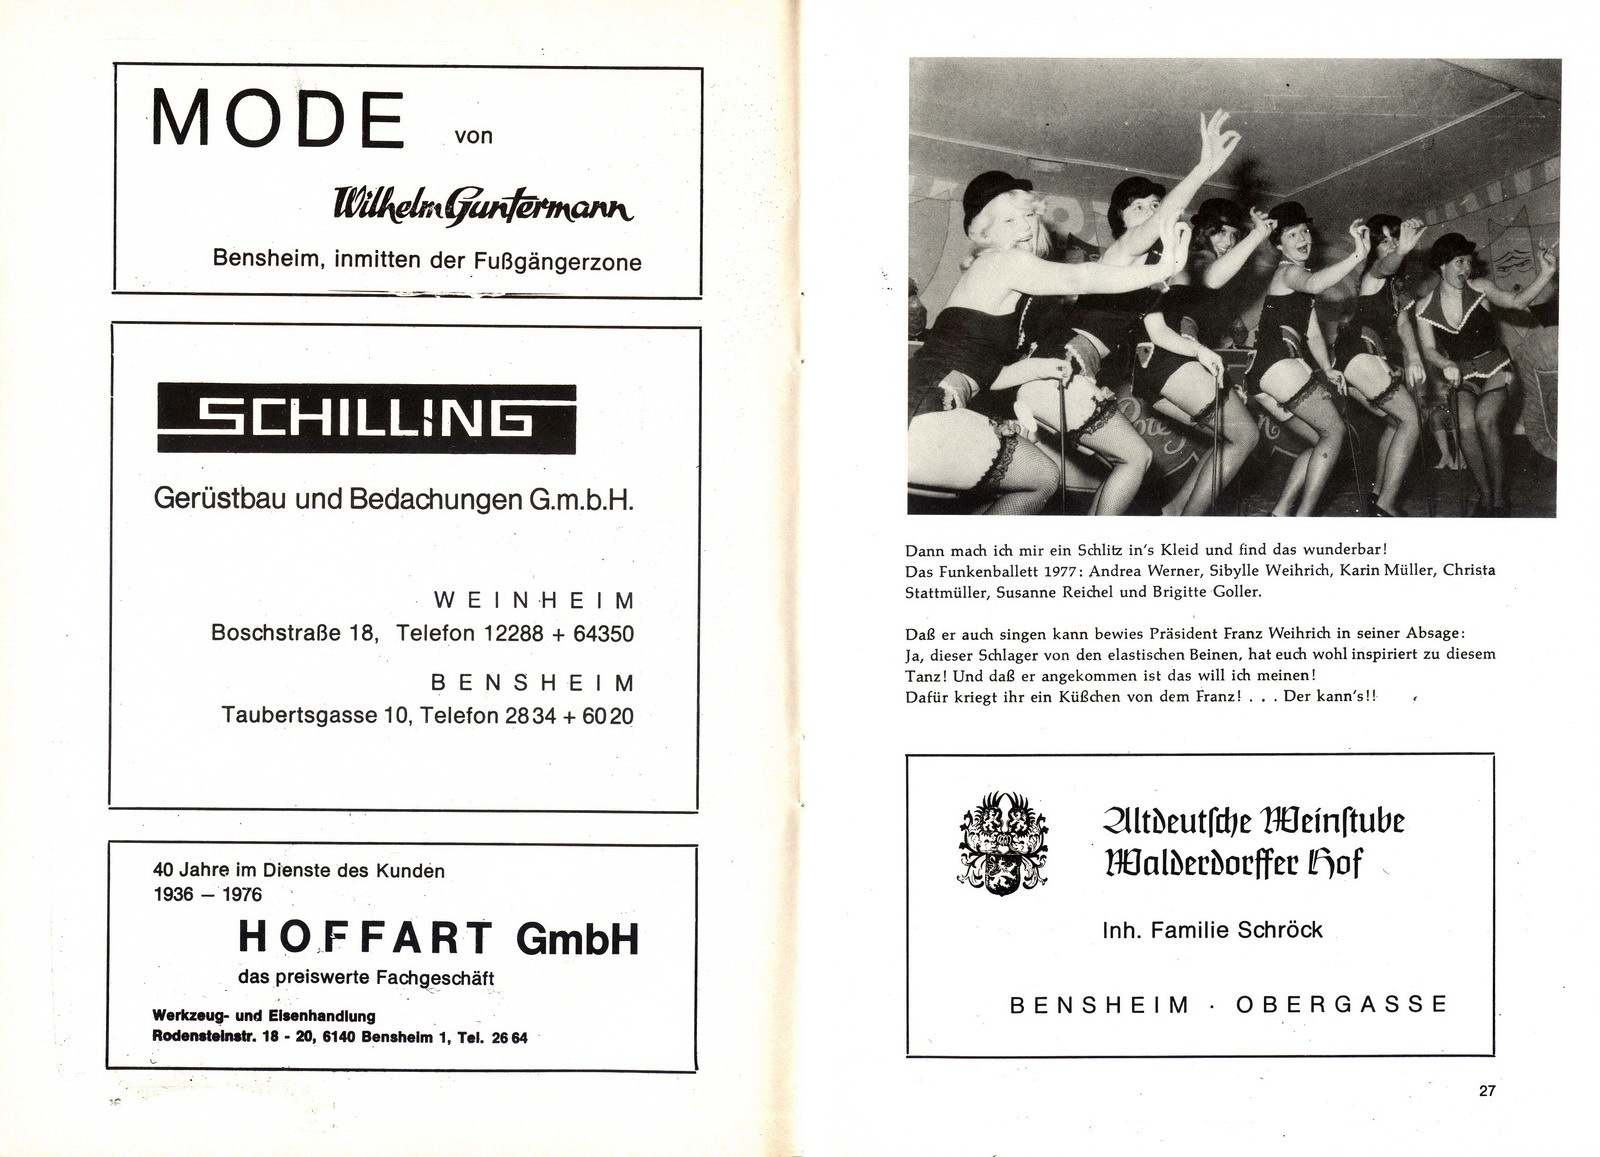 MODE von
Wilhelm Guntermann
Bensheim, inmitten der Fußgängerzone
SCHILLING
Gerüstbau und Bedachungen G.m.b.H.
WEINHEIM
Boschstraße 18, Telefon 12288 + 64350
BENSHEIM
Taubertsgasse 10, Telefon 2834 + 6020
40 Jahre im Dienste des Kunden
1936 – 1976
HOFFART GmbH
das preiswerte Fachgeschäft
Werkzeug- und Eisenhandlung
Rodensteinstr. 18 - 20, 6140 Bensheim 1, Tel. 26 64
Dann mach ich mir ein Schlitz in's Kleid und find das wunderbar!
Das Funkenballett 1977: Andrea Werner, Sibylle Weihrich, Karin Müller, Christa
Stattmüller, Susanne Reichel und Brigitte Goller.
Daß er auch singen kann bewies Präsident Franz Weihrich in seiner Absage:
Ja, dieser Schlager von den elastischen Beinen, hat euch wohl inspiriert zu diesem
Tanz! Und daß er angekommen ist das will ich meinen!
Dafür kriegt ihr ein Küßchen von dem Franz! . . . Der kann's!!
Altdeutsche Weinstube
Walderdorffer Hof
Inh. Familie Schröck
BENSHEIM · OBERGASSE
27